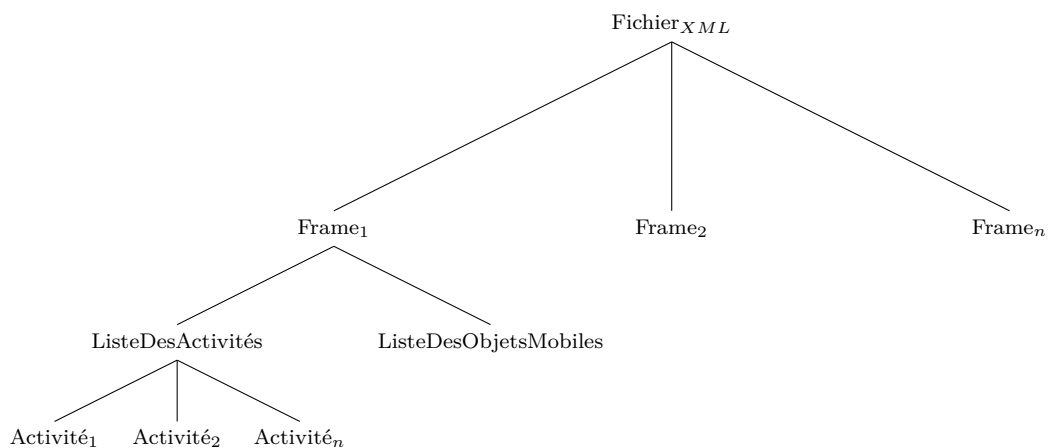 Fichier_XML
Frame_1 Frame_2 Frame_n
ListeDesActivités ListeDesObjetsMobiles
Activité_1 Activité_2 Activité_n